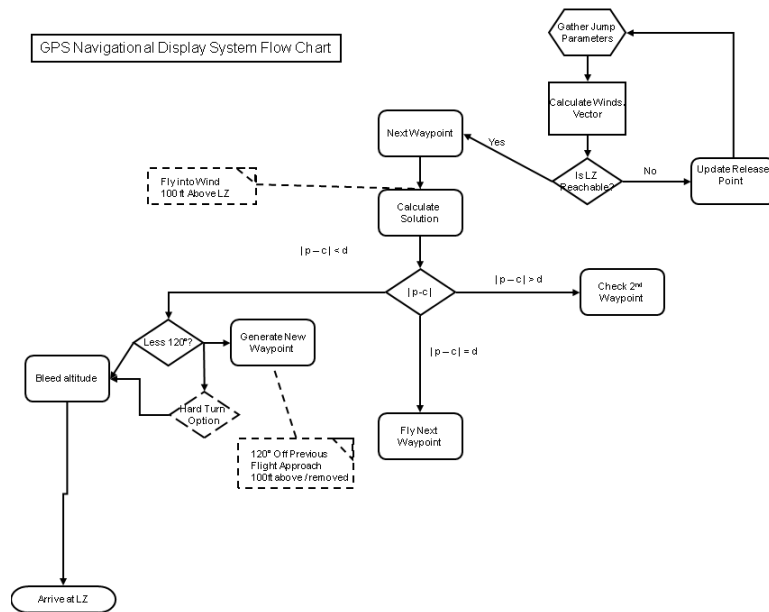 GPS Navigational Display System Flow Chart
Gather Jump
Parameters
Calculate Winds.
Vector
Next Waypoint
Yes
Is LZ
Reachable?
No
Update Release
Point
Fly into Wind
100 ft Above LZ
Calculate
Solution
| p – c | < d
| p-c |
| p – c | > d
Check 2nd
Waypoint
Less 120°?
Generate New
Waypoint
| p – c | = d
Bleed altitude
Hard Turn
Option
Fly Next
Waypoint
120° Off Previous
Flight Approach
100ft above / removed
Arrive at LZ